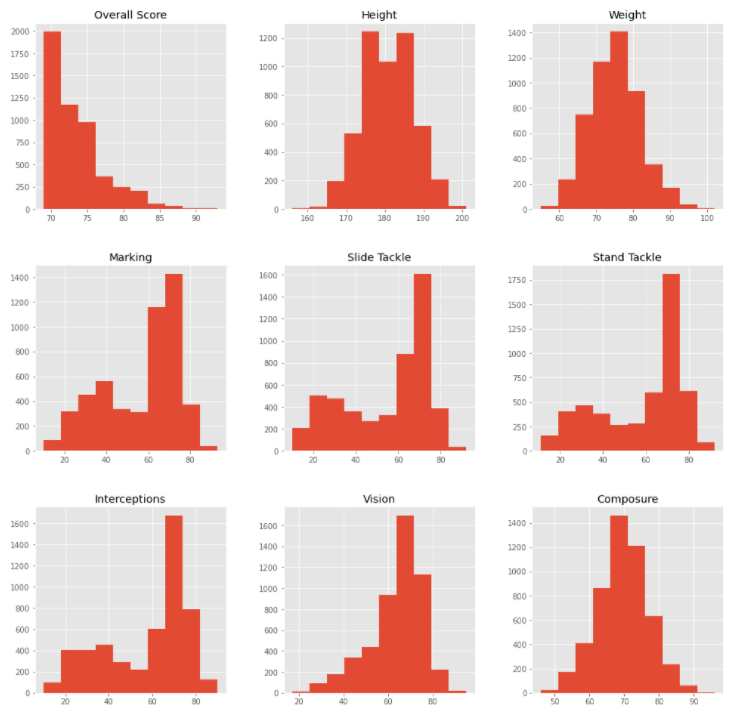 Overall Score Height Weight
2000 1200 1400
1750 1000 1200
1500 800 1000
1250 600 800
1000 400 600
750 200 400
500 0 200
250 0
0
70 75 80 85 90 160 170 180 190 200 60 70 80 90 100
Marking Slide Tackle Stand Tackle
1400 1600 1750
1200 1400 1500
1000 1200 1250
800 1000 1000
600 800 750
400 600 500
200 400 250
0 200 0
0
20 40 60 80 20 40 60 80 20 40 60 80
Interceptions Vision Composure
1600 1600 1400
1400 1400 1200
1200 1200 1000
1000 1000 800
800 800 600
600 600 400
400 400 200
200 200 0
0 0
20 40 60 80 20 40 60 80 50 60 70 80 90